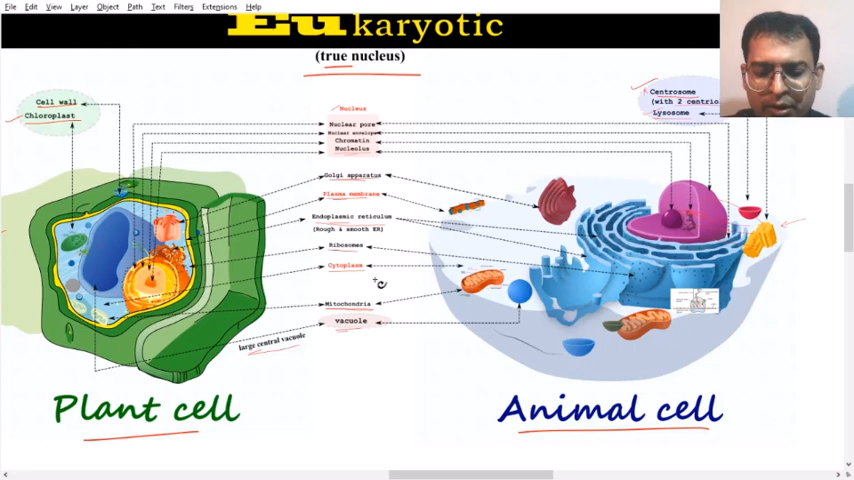 File Edit View Layer Object Path Text Filters Extensions Help
Eukaryotic
(true nucleus)
Cell wall
Chloroplast
Nucleus
Nuclear pore
Nuclear envelope
Chromatin
Nucleolus
Golgi apparatus
Plasma membrane
Endoplasmic reticulum
(Rough & smooth ER)
Ribosomes
Cytoplasm
Mitochondria
vacuole
large central vacuole
Centrosome
(with 2 centrio
Lysosome
Plant cell
Animal cell